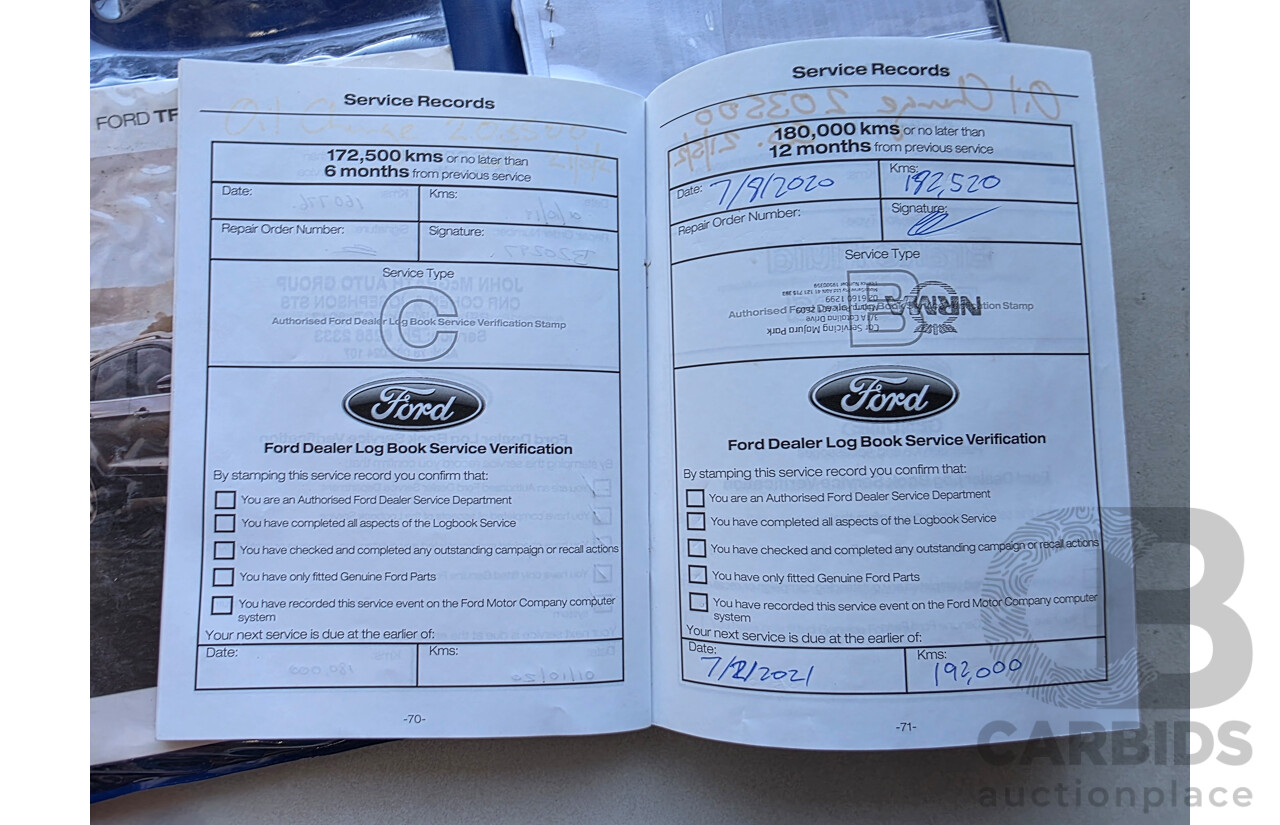 FORD TF
Service Records
Oil Change 203500
172,500 kms or no later than
6 months from previous service
Date:
Kms:
Repair Order Number:
Signature:
Service Type
C
Authorised Ford Dealer Log Book Service Verification Stamp
Ford
Ford Dealer Log Book Service Verification
By stamping this service record you confirm that:
You are an Authorised Ford Dealer Service Department
You have completed all aspects of the Logbook Service
You have checked and completed any outstanding campaign or recall actions
You have only fitted Genuine Ford Parts
You have recorded this service event on the Ford Motor Company computer
system
Your next service is due at the earlier of:
Date:
Kms:
-70-
Service Records
Oil Change 203500
180,000 kms or no later than
12 months from previous service
Date: 7/9/2020
Kms: 192,520
Repair Order Number:
Signature:
Service Type
B
Authorised Ford Dealer Log Book Service Verification Stamp
NRMA
Car Servicing Mojura Park
Ford
Ford Dealer Log Book Service Verification
By stamping this service record you confirm that:
You are an Authorised Ford Dealer Service Department
You have completed all aspects of the Logbook Service
You have checked and completed any outstanding campaign or recall actions
You have only fitted Genuine Ford Parts
You have recorded this service event on the Ford Motor Company computer
system
Your next service is due at the earlier of:
Date:
Kms:
192,000
-71-
CB
CARBIDS
auctionplace